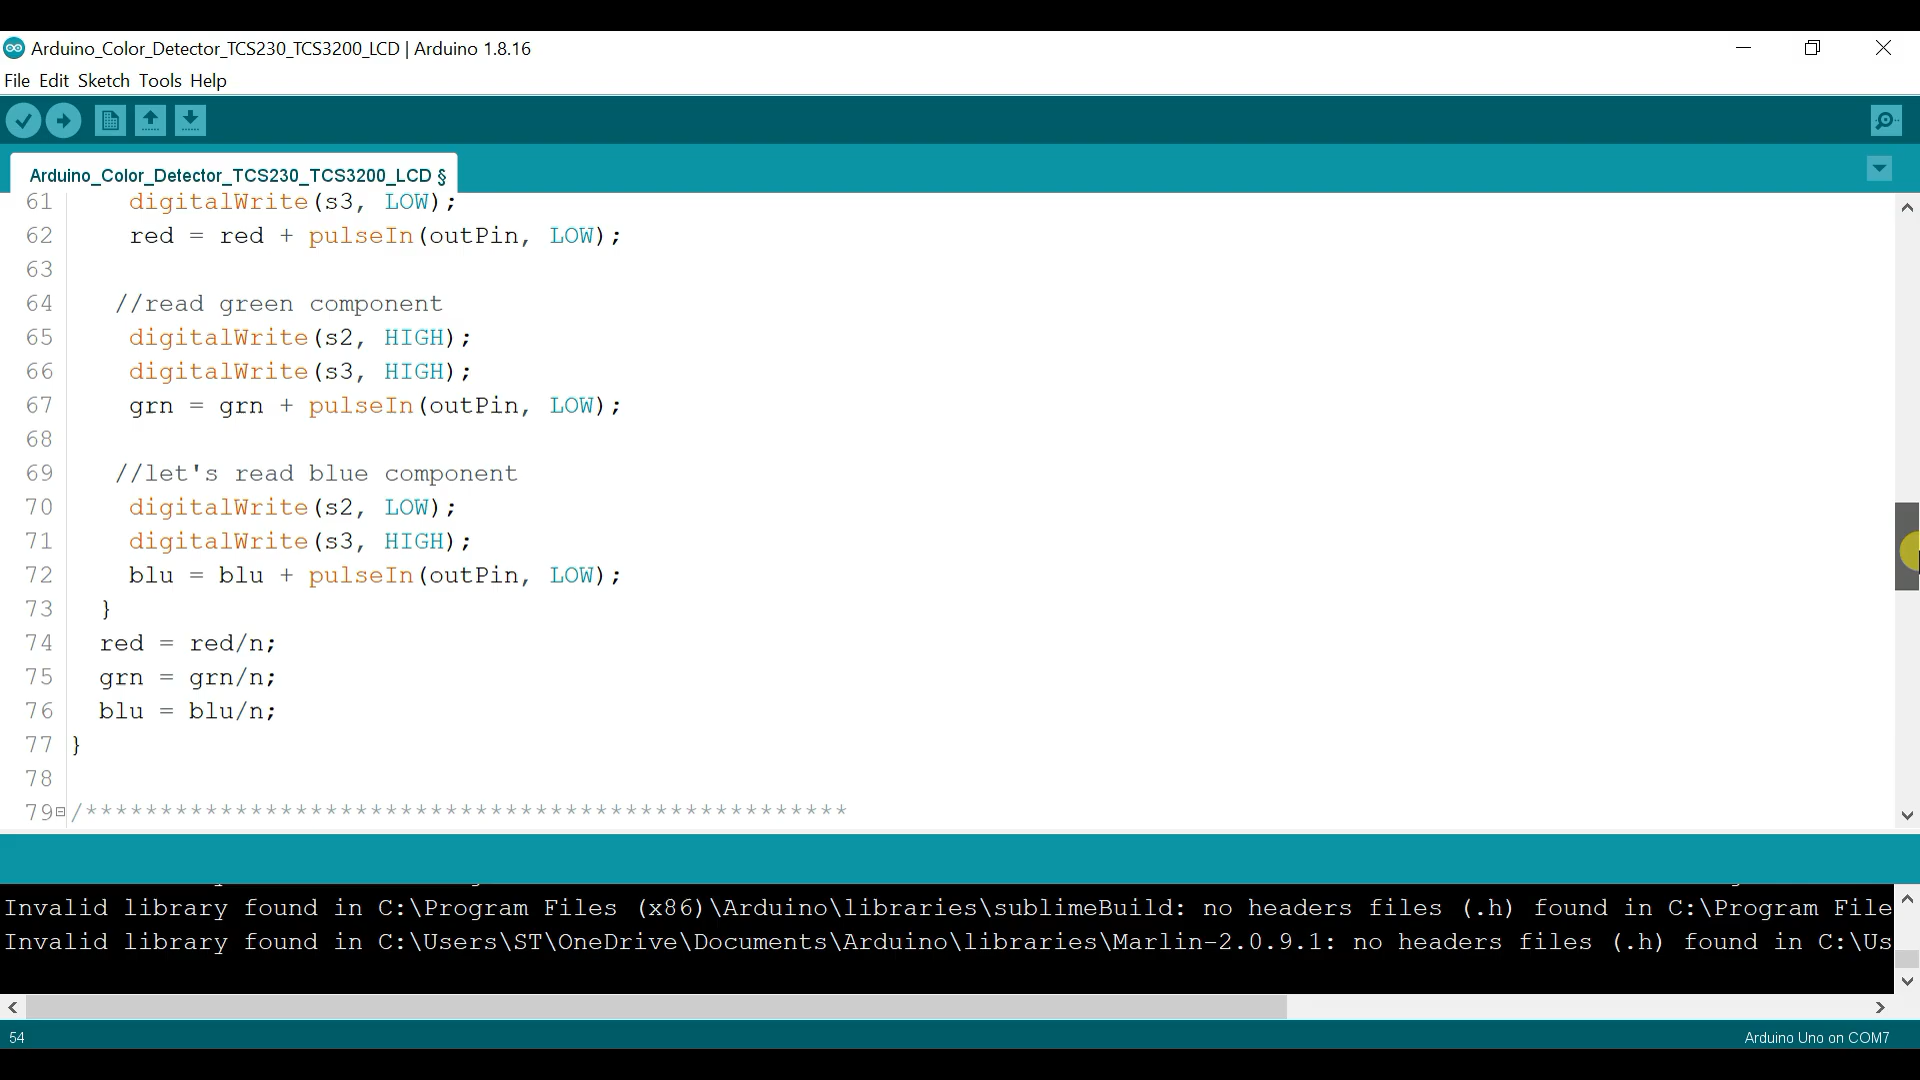 Arduino_Color_Detector_TCS230_TCS3200_LCD | Arduino 1.8.16
File Edit Sketch Tools Help
Arduino_Color_Detector_TCS230_TCS3200_LCD §
61 digitalWrite(s3, LOW);
62 red = red + pulseIn(outPin, LOW);
63
64 //read green component
65 digitalWrite(s2, HIGH);
66 digitalWrite(s3, HIGH);
67 grn = grn + pulseIn(outPin, LOW);
68
69 //let's read blue component
70 digitalWrite(s2, LOW);
71 digitalWrite(s3, HIGH);
72 blu = blu + pulseIn(outPin, LOW);
73 }
74 red = red/n;
75 grn = grn/n;
76 blu = blu/n;
77 }
78
79 /***************************************************
Invalid library found in C:\Program Files (x86)\Arduino\libraries\sublimeBuild: no headers files (.h) found in C:\Program File
Invalid library found in C:\Users\ST\OneDrive\Documents\Arduino\libraries\Marlin-2.0.9.1: no headers files (.h) found in C:\Us
54
Arduino Uno on COM7